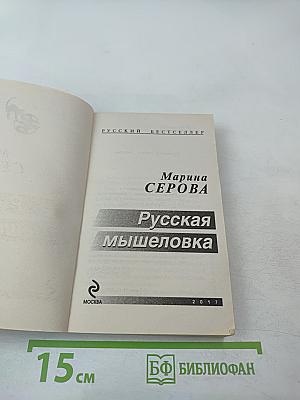 РУССКИЙ БЕСТСЕЛЛЕР
Марина
СЕРОВА
Русская
мышеловка
МОСКВА
2017
15 см
БФ БИБЛИОФАН